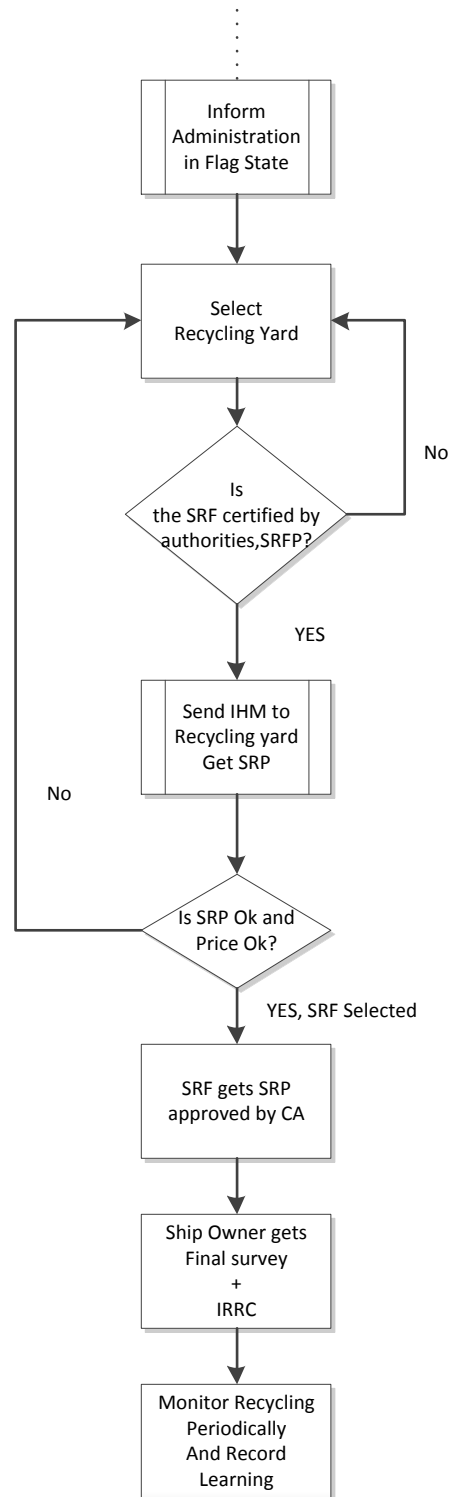 Inform
Administration
in Flag State
Select
Recycling Yard
No
Is
the SRF certified by
authorities,SRFP?
YES
Send IHM to
Recycling yard
Get SRP
No
Is SRP Ok and
Price Ok?
YES, SRF Selected
SRF gets SRP
approved by CA
Ship Owner gets
Final survey
+
IRRC
Monitor Recycling
Periodically
And Record
Learning